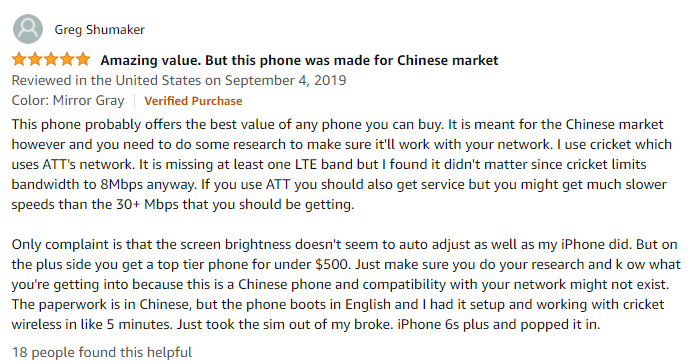 Greg Shumaker
Amazing value. But this phone was made for Chinese market
Reviewed in the United States on September 4, 2019
Color: Mirror Gray | Verified Purchase
This phone probably offers the best value of any phone you can buy. It is meant for the Chinese market
however and you need to do some research to make sure it'll work with your network. I use cricket which
uses ATT's network. It is missing at least one LTE band but I found it didn't matter since cricket limits
bandwidth to 8Mbps anyway. If you use ATT you should also get service but you might get much slower
speeds than the 30+ Mbps that you should be getting.
Only complaint is that the screen brightness doesn't seem to auto adjust as well as my iPhone did. But on
the plus side you get a top tier phone for under $500. Just make sure you do your research and k ow what
you're getting into because this is a Chinese phone and compatibility with your network might not exist.
The paperwork is in Chinese, but the phone boots in English and I had it setup and working with cricket
wireless in like 5 minutes. Just took the sim out of my broke. iPhone 6s plus and popped it in.
18 people found this helpful